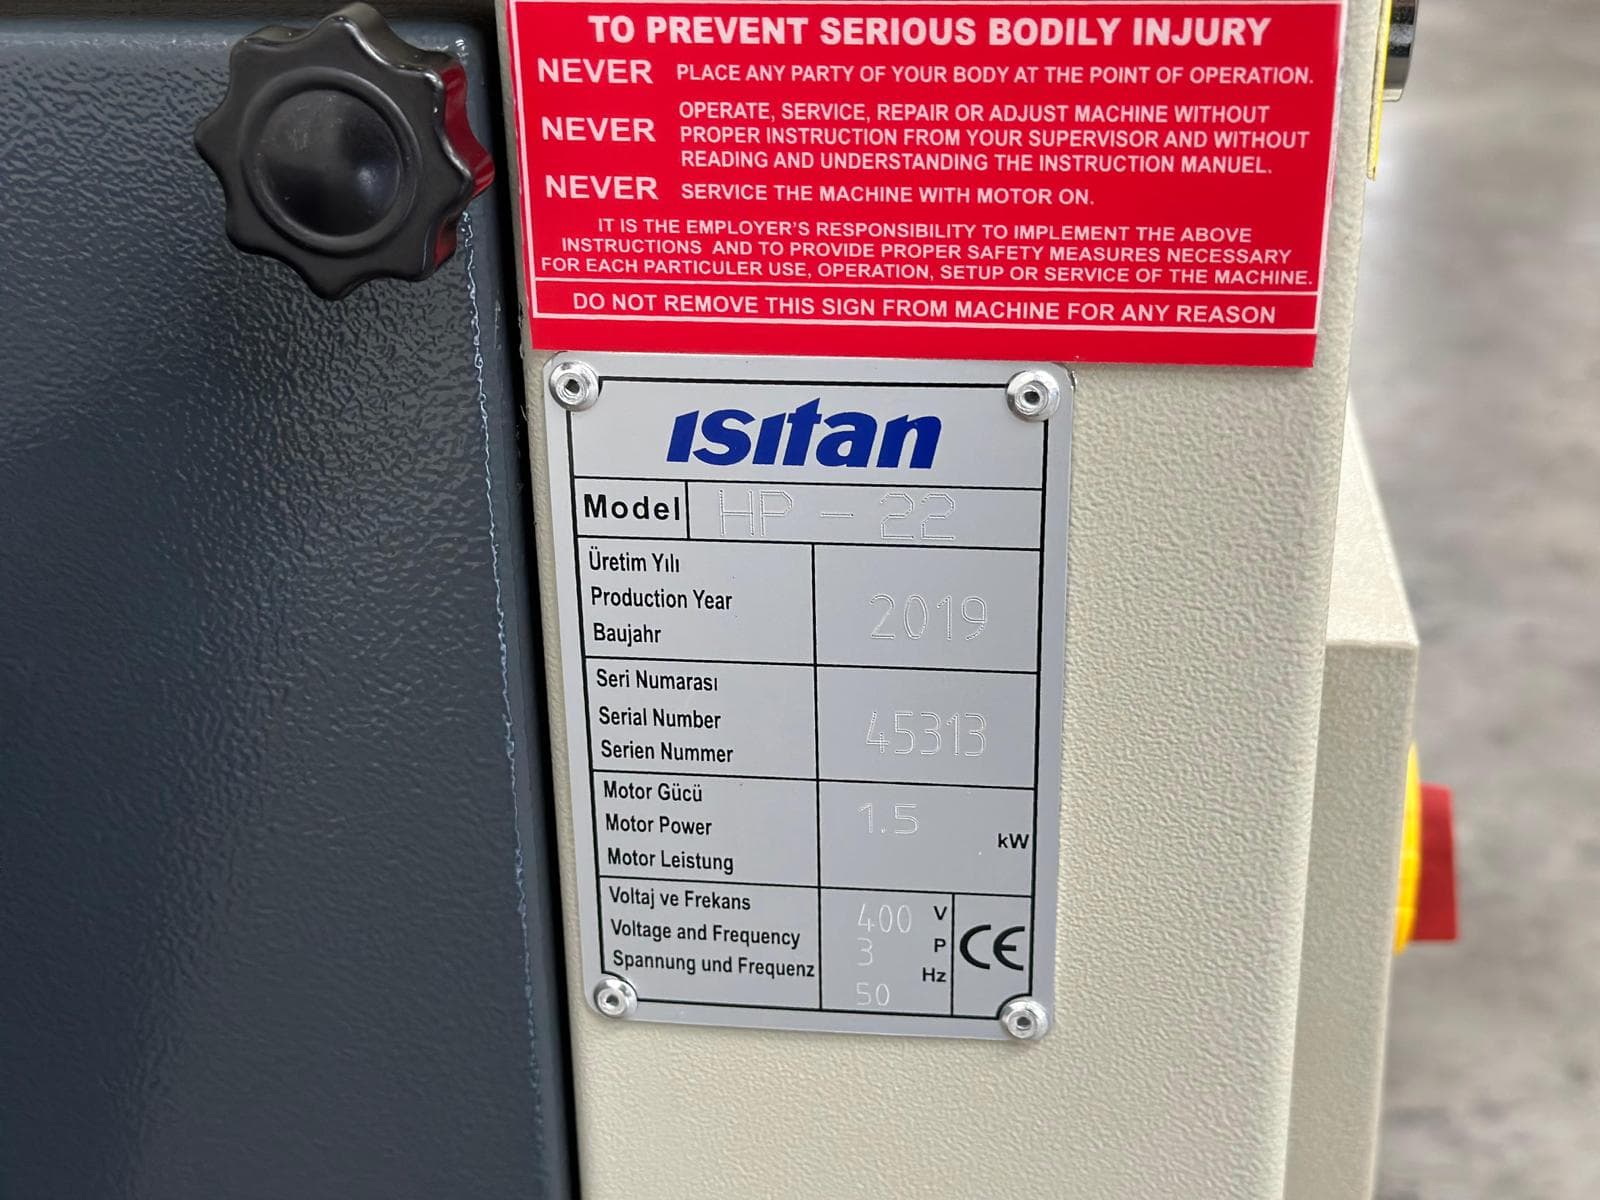 TO PREVENT SERIOUS BODILY INJURY
NEVER PLACE ANY PARTY OF YOUR BODY AT THE POINT OF OPERATION.
NEVER OPERATE, SERVICE, REPAIR OR ADJUST MACHINE WITHOUT
PROPER INSTRUCTION FROM YOUR SUPERVISOR AND WITHOUT
READING AND UNDERSTANDING THE INSTRUCTION MANUEL.
NEVER SERVICE THE MACHINE WITH MOTOR ON.
IT IS THE EMPLOYER'S RESPONSIBILITY TO IMPLEMENT THE ABOVE
INSTRUCTIONS AND TO PROVIDE PROPER SAFETY MEASURES NECESSARY
FOR EACH PARTICULER USE, OPERATION, SETUP OR SERVICE OF THE MACHINE.
DO NOT REMOVE THIS SIGN FROM MACHINE FOR ANY REASON
ısıtan
Model HP - 22
Üretim Yılı
Production Year 2019
Baujahr
Seri Numarası
Serial Number 45313
Serien Nummer
Motor Gücü
Motor Power 1.5 kW
Motor Leistung
Voltaj ve Frekans 400 V
Voltage and Frequency 3 P
Spannung und Frequenz 50 Hz
CE